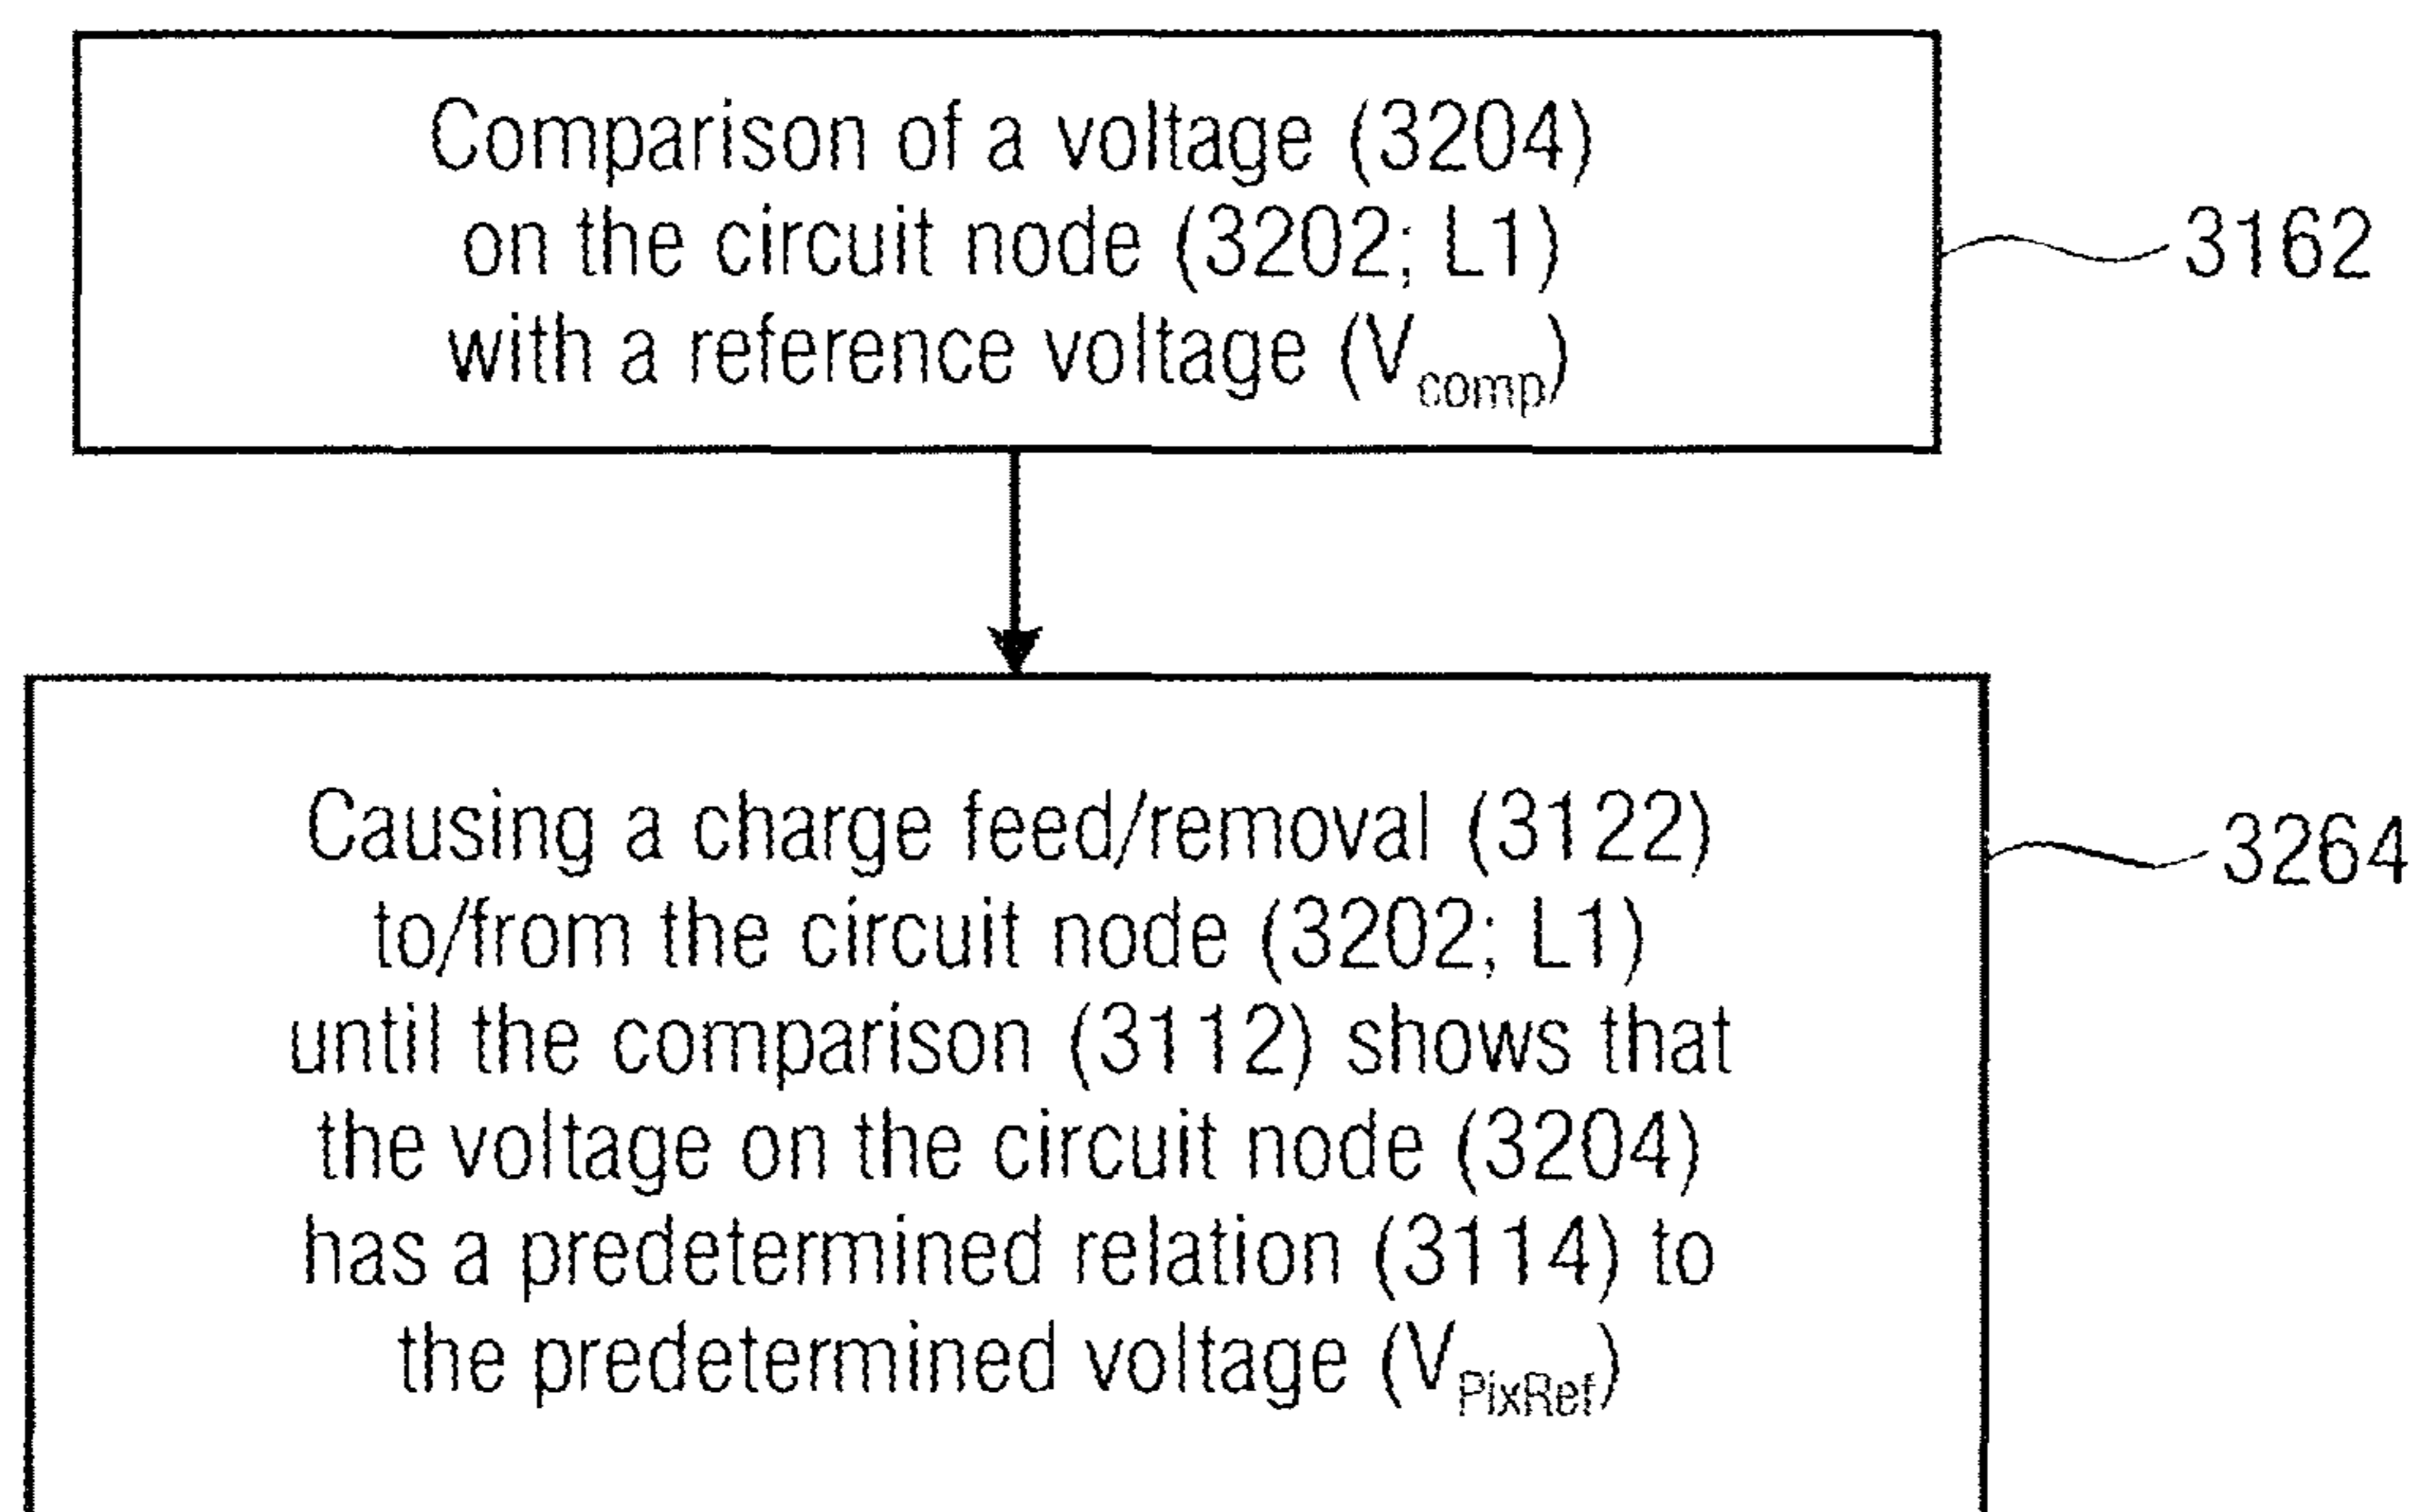 Comparison of a voltage (3204)
on the circuit node (3202; L1)
with a reference voltage (Vcomp)
3162
Causing a charge feed/removal (3122)
to/from the circuit node (3202; L1)
until the comparison (3112) shows that
the voltage on the circuit node (3204)
has a predetermined relation (3114) to
the predetermined voltage (VPixRef)
3264